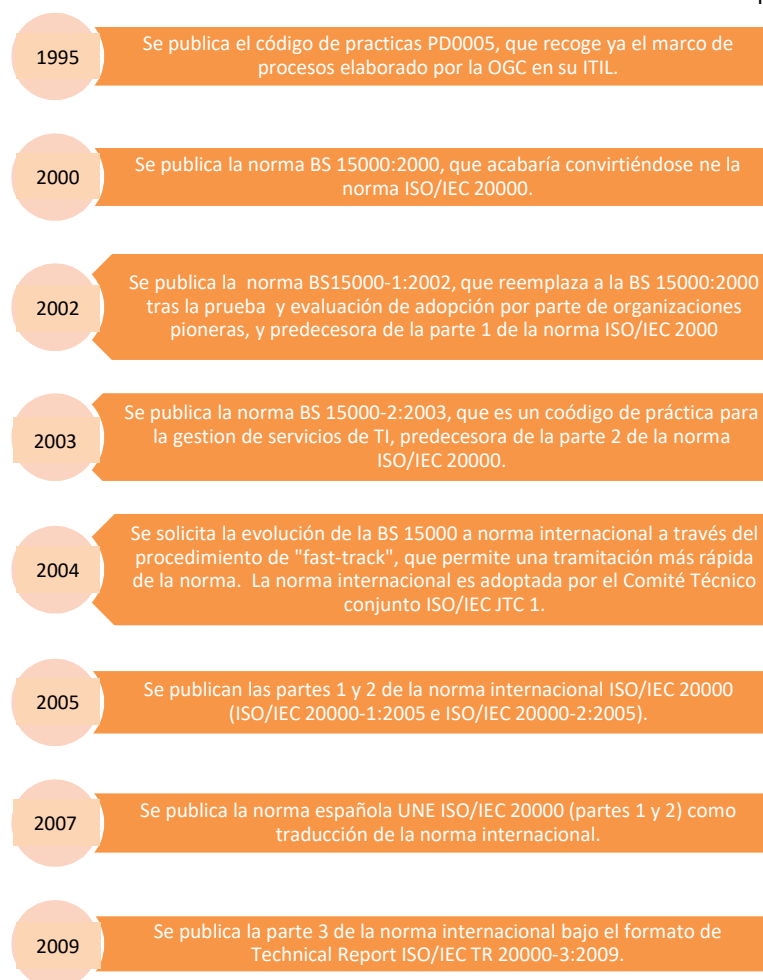 1995
Se publica el código de practicas PD0005, que recoge ya el marco de
procesos elaborado por la OGC en su ITIL.
2000
Se publica la norma BS 15000:2000, que acabaría convirtiéndose ne la
norma ISO/IEC 20000.
2002
Se publica la norma BS15000-1:2002, que reemplaza a la BS 15000:2000
tras la prueba y evaluación de adopción por parte de organizaciones
pioneras, y predecesora de la parte 1 de la norma ISO/IEC 2000
2003
Se publica la norma BS 15000-2:2003, que es un coódigo de práctica para
la gestion de servicios de TI, predecesora de la parte 2 de la norma
ISO/IEC 20000.
2004
Se solicita la evolución de la BS 15000 a norma internacional a través del
procedimiento de "fast-track", que permite una tramitación más rápida
de la norma. La norma internacional es adoptada por el Comité Técnico
conjunto ISO/IEC JTC 1.
2005
Se publican las partes 1 y 2 de la norma internacional ISO/IEC 20000
(ISO/IEC 20000-1:2005 e ISO/IEC 20000-2:2005).
2007
Se publica la norma española UNE ISO/IEC 20000 (partes 1 y 2) como
traducción de la norma internacional.
2009
Se publica la parte 3 de la norma internacional bajo el formato de
Technical Report ISO/IEC TR 20000-3:2009.